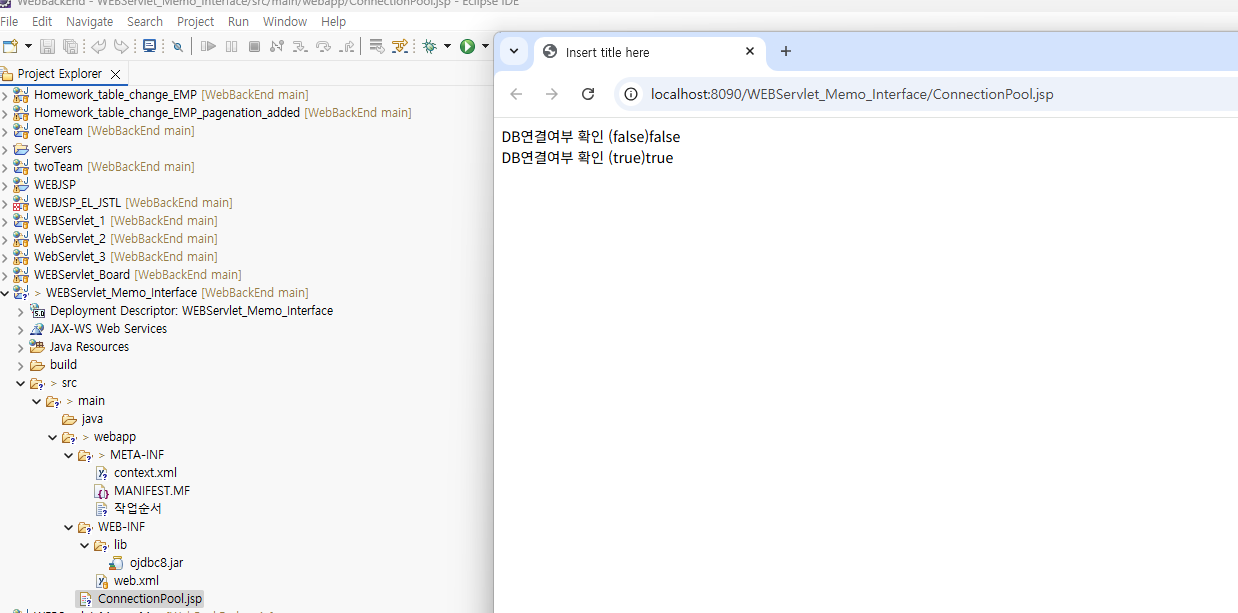 WebBackEnd - WEBServlet_Memo_Interface/src/main/webapp/ConnectionPool.jsp - Eclipse IDE
File Edit Navigate Search Project Run Window Help
Project Explorer
Homework_table_change_EMP [WebBackEnd main]
Homework_table_change_EMP_pagenation_added [WebBackEnd main]
oneTeam [WebBackEnd main]
Servers
twoTeam [WebBackEnd main]
WEBJSP
WEBJSP_EL_JSTL [WebBackEnd main]
WEBServlet_1 [WebBackEnd main]
WebServlet_2 [WebBackEnd main]
WebServlet_3 [WebBackEnd main]
WEBServlet_Board [WebBackEnd main]
> WEBServlet_Memo_Interface [WebBackEnd main]
Deployment Descriptor: WEBServlet_Memo_Interface
JAX-WS Web Services
Java Resources
build
> src
> main
java
> webapp
> META-INF
context.xml
MANIFEST.MF
작업순서
WEB-INF
lib
ojdbc8.jar
web.xml
ConnectionPool.jsp
Insert title here
localhost:8090/WEBServlet_Memo_Interface/ConnectionPool.jsp
DB연결여부 확인 (false)false
DB연결여부 확인 (true)true